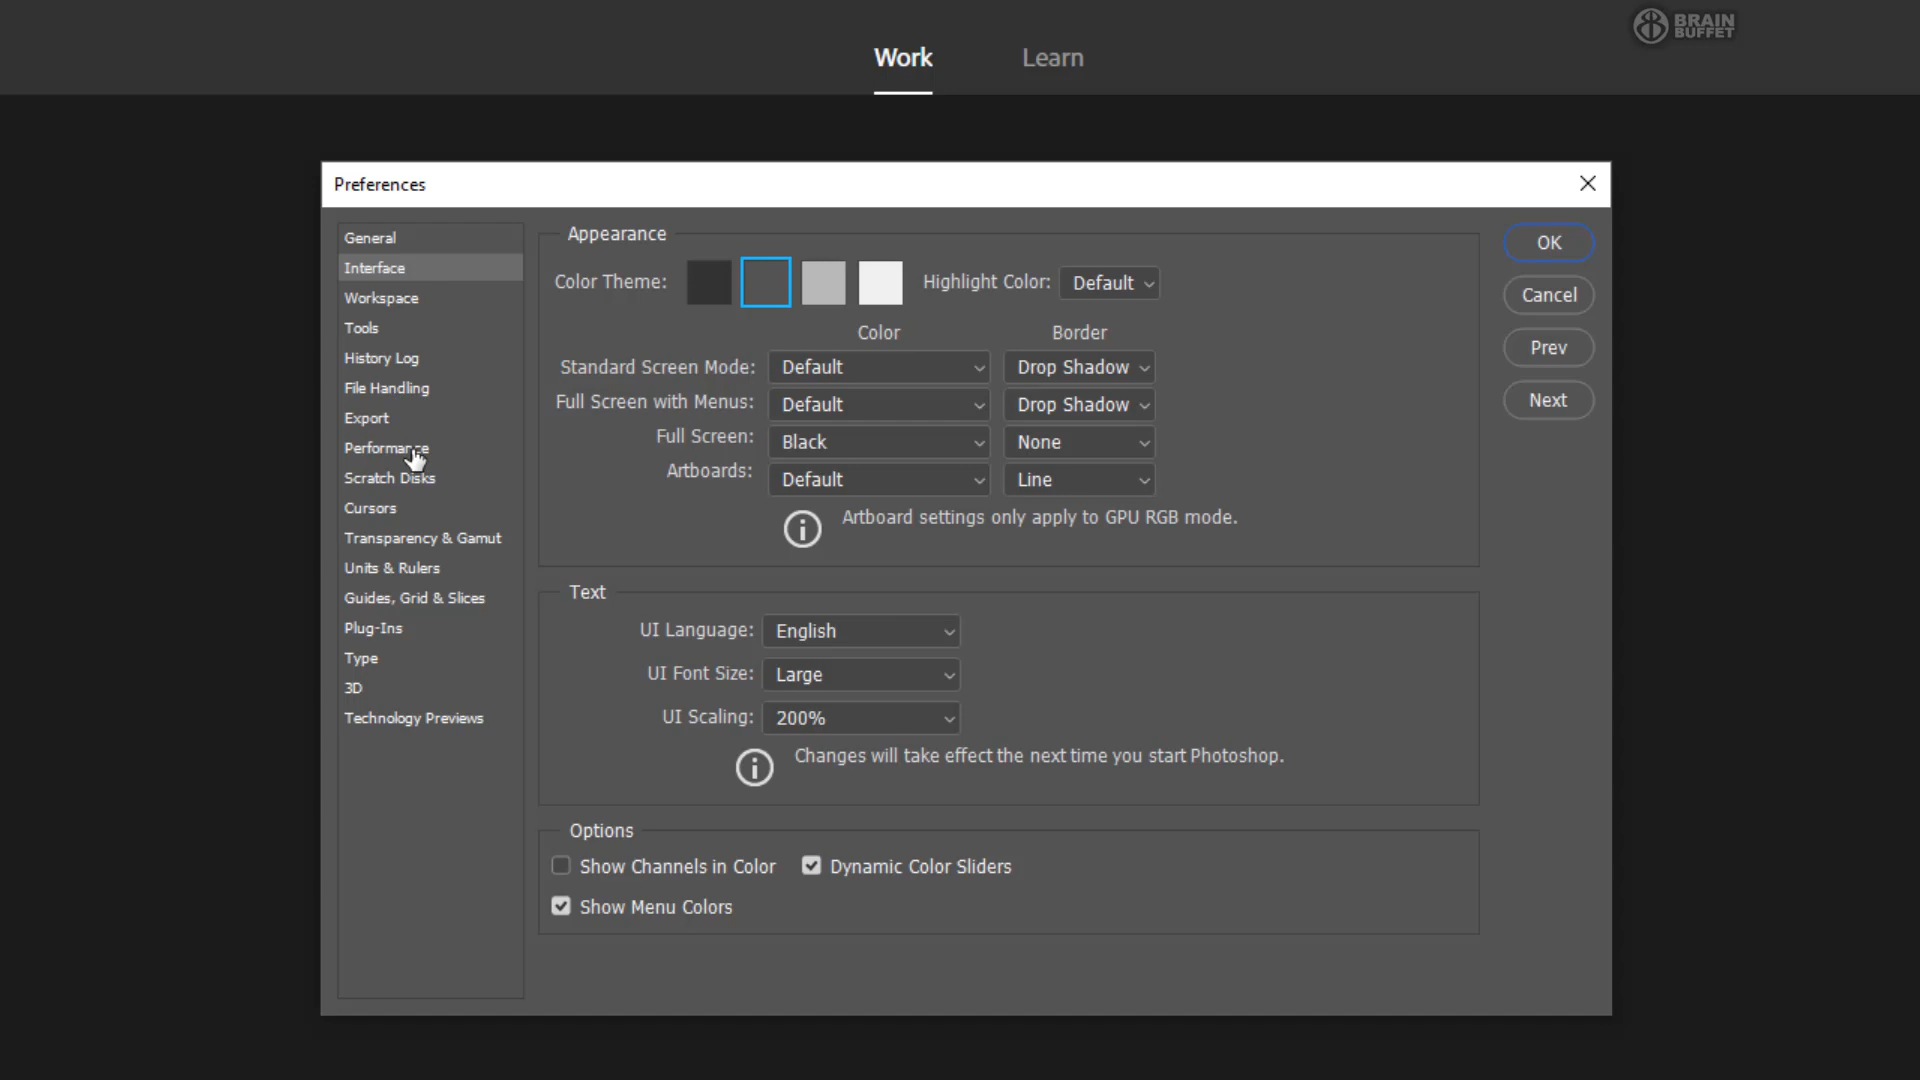 BRAIN
BUFFET
Work Learn
Preferences
General
Interface
Workspace
Tools
History Log
File Handling
Export
Performance
Scratch Disks
Cursors
Transparency & Gamut
Units & Rulers
Guides, Grid & Slices
Plug-Ins
Type
3D
Technology Previews
Appearance
Color Theme: Highlight Color: Default
Color Border
Standard Screen Mode: Default Drop Shadow
Full Screen with Menus: Default Drop Shadow
Full Screen: Black None
Artboards: Default Line
Artboard settings only apply to GPU RGB mode.
Text
UI Language: English
UI Font Size: Large
UI Scaling: 200%
Changes will take effect the next time you start Photoshop.
Options
Show Channels in Color Dynamic Color Sliders
Show Menu Colors
OK
Cancel
Prev
Next